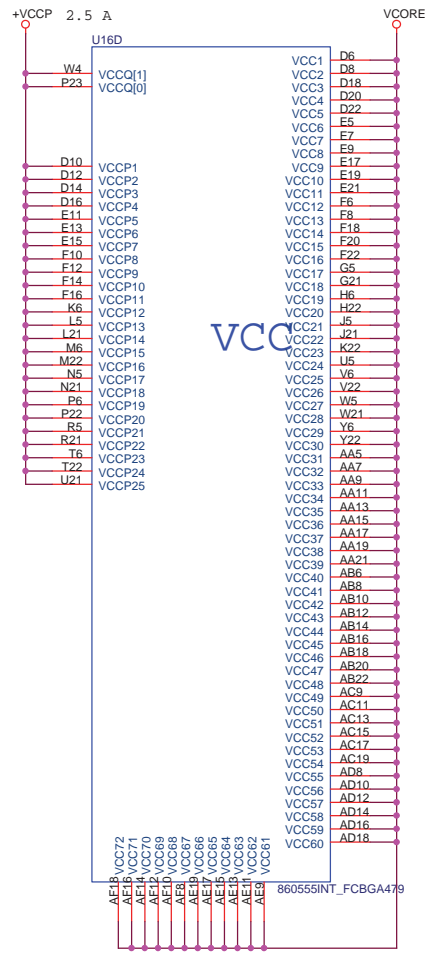 +VCCP 2.5 A
VCORE
U16D
W4 VCCQ[1]
P23 VCCQ[0]
D10 VCCP1
D12 VCCP2
D14 VCCP3
D16 VCCP4
E11 VCCP5
E13 VCCP6
E15 VCCP7
F10 VCCP8
F12 VCCP9
F14 VCCP10
F16 VCCP11
K6 VCCP12
L5 VCCP13
L21 VCCP14
M6 VCCP15
M22 VCCP16
N5 VCCP17
N21 VCCP18
P6 VCCP19
P22 VCCP20
R5 VCCP21
R21 VCCP22
T6 VCCP23
T22 VCCP24
U21 VCCP25
VCC
VCC1 D6
VCC2 D8
VCC3 D18
VCC4 D20
VCC5 D22
VCC6 E5
VCC7 E7
VCC8 E9
VCC9 E17
VCC10 E19
VCC11 E21
VCC12 F6
VCC13 F8
VCC14 F18
VCC15 F20
VCC16 F22
VCC17 G5
VCC18 G21
VCC19 H6
VCC20 H22
VCC21 J5
VCC22 J21
VCC23 K22
VCC24 U5
VCC25 V6
VCC26 V22
VCC27 W5
VCC28 W21
VCC29 Y6
VCC30 Y22
VCC31 AA5
VCC32 AA7
VCC33 AA9
VCC34 AA11
VCC35 AA13
VCC36 AA15
VCC37 AA17
VCC38 AA19
VCC39 AA21
VCC40 AB6
VCC41 AB8
VCC42 AB10
VCC43 AB12
VCC44 AB14
VCC45 AB16
VCC46 AB18
VCC47 AB20
VCC48 AB22
VCC49 AC9
VCC50 AC11
VCC51 AC13
VCC52 AC15
VCC53 AC17
VCC54 AC19
VCC55 AD8
VCC56 AD10
VCC57 AD12
VCC58 AD14
VCC59 AD16
VCC60 AD18
AF18 VCC72
AF16 VCC71
AF14 VCC70
AF12 VCC69
AF10 VCC68
AF8 VCC67
AE19 VCC66
AE17 VCC65
AE15 VCC64
AE13 VCC63
AE11 VCC62
AE9 VCC61
860555INT_FCBGA479